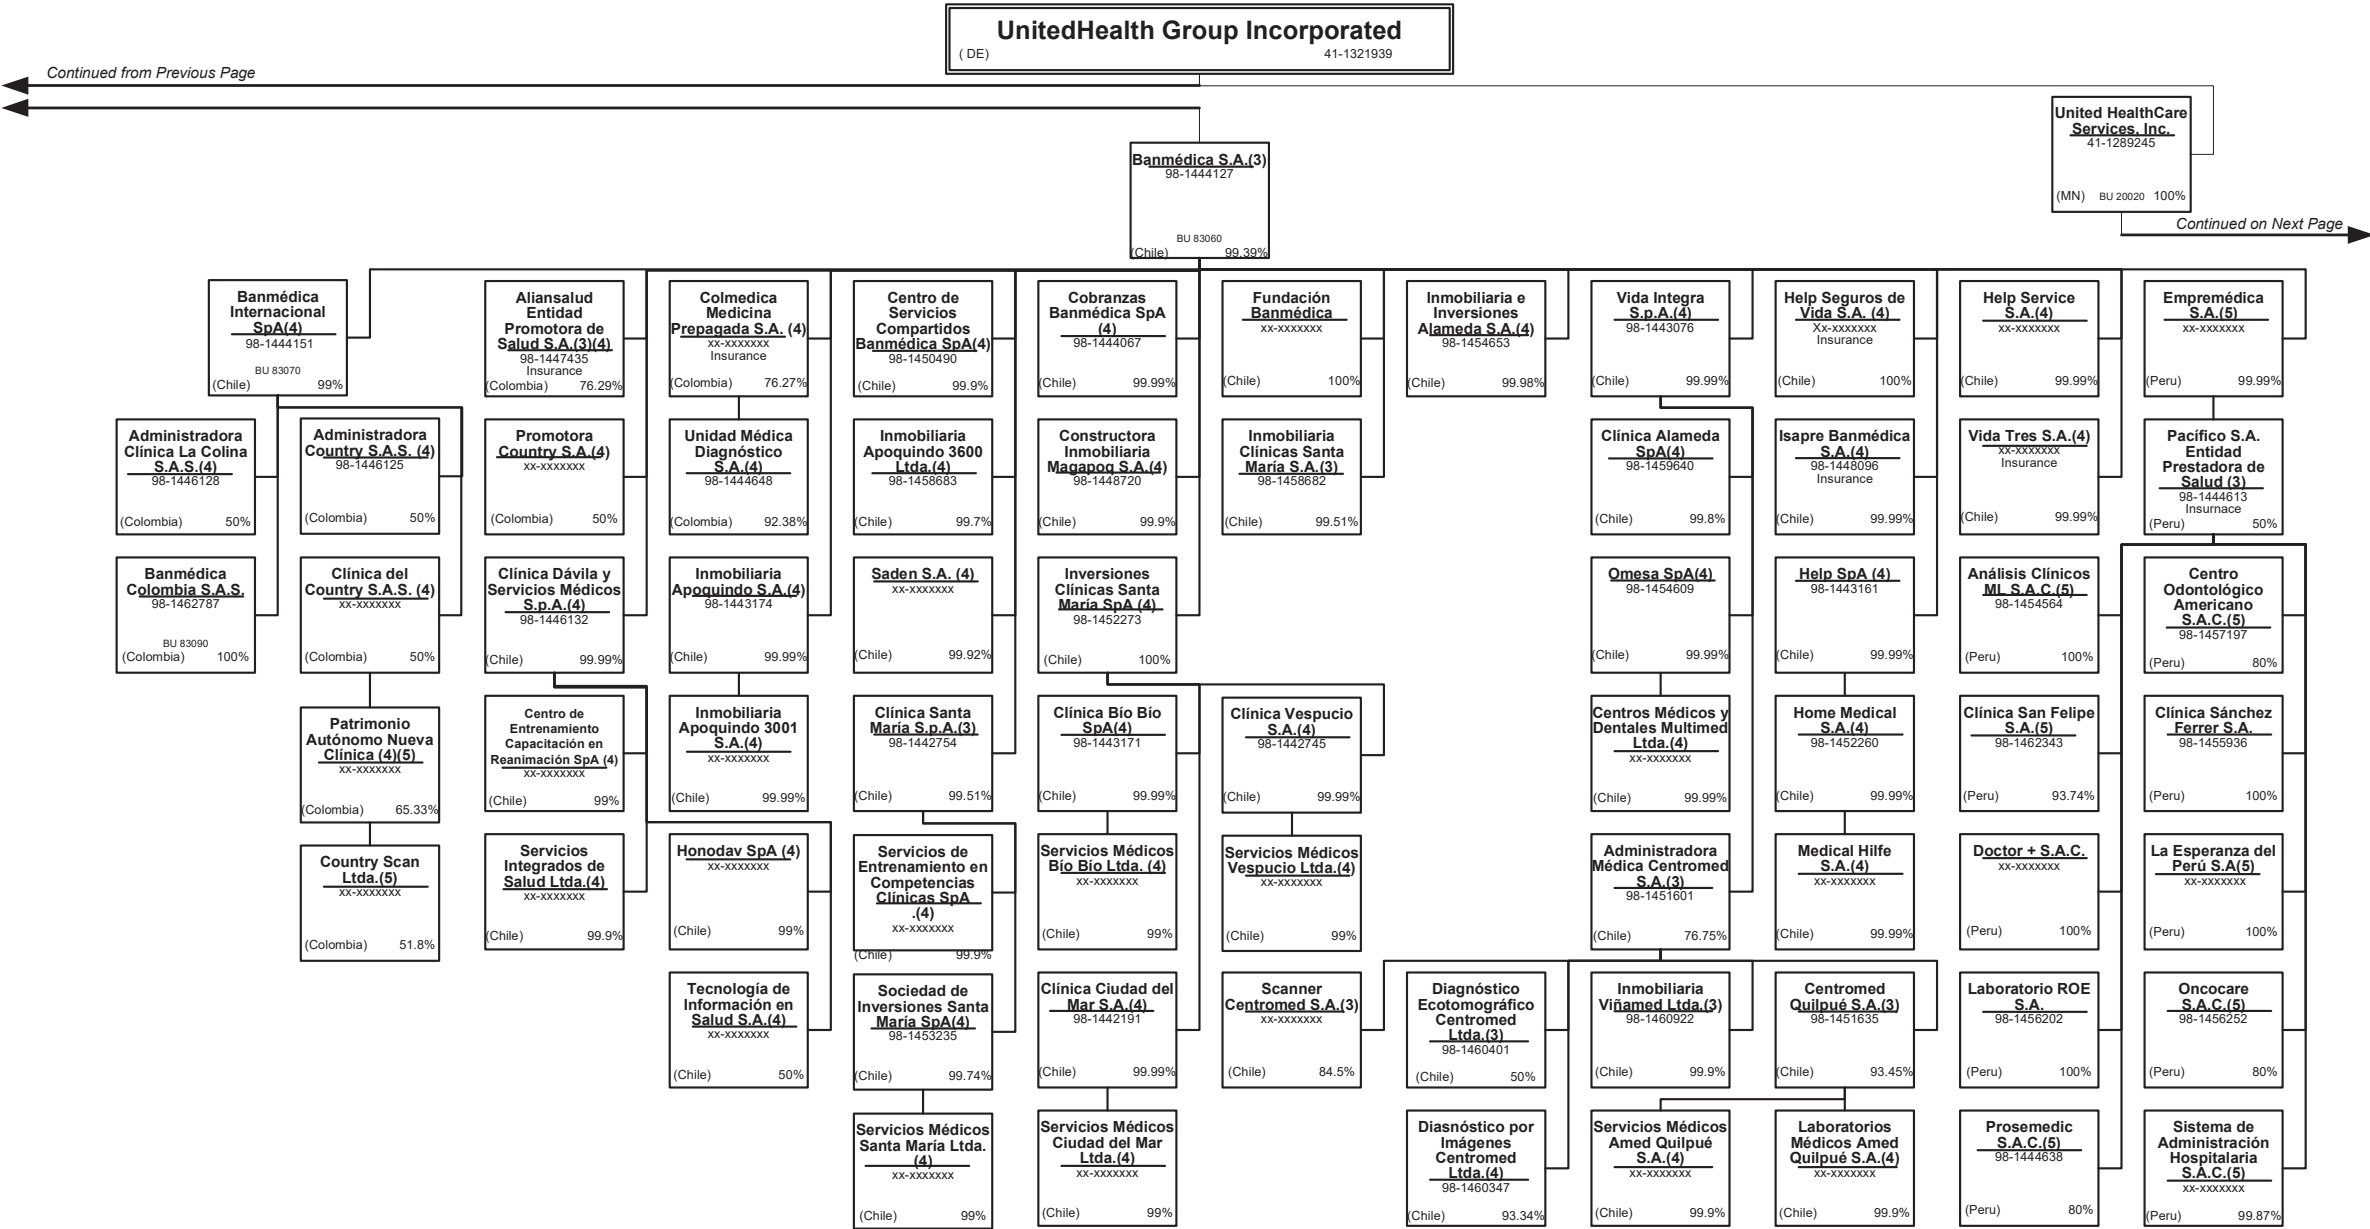 UnitedHealth Group Incorporated
( DE) 41-1321939
Continued from Previous Page
United HealthCare
Services, Inc.
41-1289245
(MN) BU 20020 100%
Continued on Next Page
Banmédica S.A.(3)
98-1444127
BU 83060
(Chile) 99.39%
Banmédica
Internacional
SpA(4)
98-1444151
BU 83070
(Chile) 99%
Aliansalud
Entidad
Promotora de
Salud S.A.(3)(4)
98-1447435
Insurance
(Colombia) 76.29%
Colmedica
Medicina
Prepagada S.A. (4)
xx-xxxxxxx
Insurance
(Colombia) 76.27%
Centro de
Servicios
Compartidos
Banmédica SpA(4)
98-1450490
(Chile) 99.9%
Cobranzas
Banmédica SpA
(4)
98-1444067
(Chile) 99.99%
Fundación
Banmédica
xx-xxxxxxx
(Chile) 100%
Inmobiliaria e
Inversiones
Alameda S.A.(4)
98-1454653
(Chile) 99.98%
Vida Integra
S.p.A.(4)
98-1443076
(Chile) 99.99%
Help Seguros de
Vida S.A. (4)
Xx-xxxxxxx
Insurance
(Chile) 100%
Help Service
S.A.(4)
xx-xxxxxxx
(Chile) 99.99%
Empremédica
S.A.(5)
xx-xxxxxxx
(Peru) 99.99%
Administradora
Clínica La Colina
S.A.S.(4)
98-1446128
(Colombia) 50%
Administradora
Country S.A.S. (4)
98-1446125
(Colombia) 50%
Promotora
Country S.A.(4)
xx-xxxxxxx
(Colombia) 50%
Unidad Médica
Diagnóstico
S.A.(4)
98-1444648
(Colombia) 92.38%
Inmobiliaria
Apoquindo 3600
Ltda.(4)
98-1458683
(Chile) 99.7%
Constructora
Inmobiliaria
Magapoq S.A.(4)
98-1448720
(Chile) 99.9%
Inmobiliaria
Clínicas Santa
María S.A.(3)
98-1458682
(Chile) 99.51%
Clínica Alameda
SpA(4)
98-1459640
(Chile) 99.8%
Isapre Banmédica
S.A.(4)
98-1448096
Insurance
(Chile) 99.99%
Vida Tres S.A.(4)
xx-xxxxxxx
Insurance
(Chile) 99.99%
Pacífico S.A.
Entidad
Prestadora de
Salud (3)
98-1444613
Insurnace
(Peru) 50%
Banmédica
Colombia S.A.S.
98-1462787
BU 83090
(Colombia) 100%
Clínica del
Country S.A.S. (4)
xx-xxxxxxx
(Colombia) 50%
Clínica Dávila y
Servicios Médicos
S.p.A.(4)
98-1446132
(Chile) 99.99%
Inmobiliaria
Apoquindo S.A.(4)
98-1443174
(Chile) 99.99%
Saden S.A. (4)
xx-xxxxxxx
(Chile) 99.92%
Inversiones
Clínicas Santa
María SpA (4)
98-1452273
(Chile) 100%
Omesa SpA(4)
98-1454609
(Chile) 99.99%
Help SpA (4)
98-1443161
(Chile) 99.99%
Análisis Clínicos
ML S.A.C.(5)
98-1454564
(Peru) 100%
Centro
Odontológico
Americano
S.A.C.(5)
98-1457197
(Peru) 80%
Patrimonio
Autónomo Nueva
Clínica (4)(5)
xx-xxxxxxx
(Colombia) 65.33%
Centro de
Entrenamiento
Capacitación en
Reanimación SpA (4)
xx-xxxxxxx
(Chile) 99%
Inmobiliaria
Apoquindo 3001
S.A.(4)
xx-xxxxxxx
(Chile) 99.99%
Clínica Santa
María S.p.A.(3)
98-1442754
(Chile) 99.51%
Clínica Bío Bío
SpA(4)
98-1443171
(Chile) 99.99%
Clínica Vespucio
S.A.(4)
98-1442745
(Chile) 99.99%
Centros Médicos y
Dentales Multimed
Ltda.(4)
xx-xxxxxxx
(Chile) 99.99%
Home Medical
S.A.(4)
98-1452260
(Chile) 99.99%
Clínica San Felipe
S.A.(5)
98-1462343
(Peru) 93.74%
Clínica Sánchez
Ferrer S.A.
98-1455936
(Peru) 100%
Country Scan
Ltda.(5)
xx-xxxxxxx
(Colombia) 51.8%
Servicios
Integrados de
Salud Ltda.(4)
xx-xxxxxxx
(Chile) 99.9%
Honodav SpA (4)
xx-xxxxxxx
(Chile) 99%
Servicios de
Entrenamiento en
Competencias
Clínicas SpA
.(4)
xx-xxxxxxx
(Chile) 99.9%
Servicios Médicos
Bío Bío Ltda. (4)
xx-xxxxxxx
(Chile) 99%
Servicios Médicos
Vespucio Ltda.(4)
xx-xxxxxxx
(Chile) 99%
Administradora
Médica Centromed
S.A.(3)
98-1451601
(Chile) 76.75%
Medical Hilfe
S.A.(4)
xx-xxxxxxx
(Chile) 99.99%
Doctor + S.A.C.
xx-xxxxxxx
(Peru) 100%
La Esperanza del
Perú S.A(5)
xx-xxxxxxx
(Peru) 100%
Tecnología de
Información en
Salud S.A.(4)
xx-xxxxxxx
(Chile) 50%
Sociedad de
Inversiones Santa
María SpA(4)
98-1453235
(Chile) 99.74%
Clínica Ciudad del
Mar S.A.(4)
98-1442191
(Chile) 99.99%
Scanner
Centromed S.A.(3)
xx-xxxxxxx
(Chile) 84.5%
Diagnóstico
Ecotomográfico
Centromed
Ltda.(3)
98-1460401
(Chile) 50%
Inmobiliaria
Viñamed Ltda.(3)
98-1460922
(Chile) 99.9%
Centromed
Quilpué S.A.(3)
98-1451635
(Chile) 93.45%
Laboratorio ROE
S.A.
98-1456202
(Peru) 100%
Oncocare
S.A.C.(5)
98-1456252
(Peru) 80%
Servicios Médicos
Santa María Ltda.
(4)
xx-xxxxxxx
(Chile) 99%
Servicios Médicos
Ciudad del Mar
Ltda.(4)
xx-xxxxxxx
(Chile) 99%
Diasnóstico por
Imágenes
Centromed
Ltda.(4)
98-1460347
(Chile) 93.34%
Servicios Médicos
Amed Quilpué
S.A.(4)
xx-xxxxxxx
(Chile) 99.9%
Laboratorios
Médicos Amed
Quilpué S.A.(4)
xx-xxxxxxx
(Chile) 99.9%
Prosemedic
S.A.C.(5)
98-1444638
(Peru) 80%
Sistema de
Administración
Hospitalaria
S.A.C.(5)
xx-xxxxxxx
(Peru) 99.87%